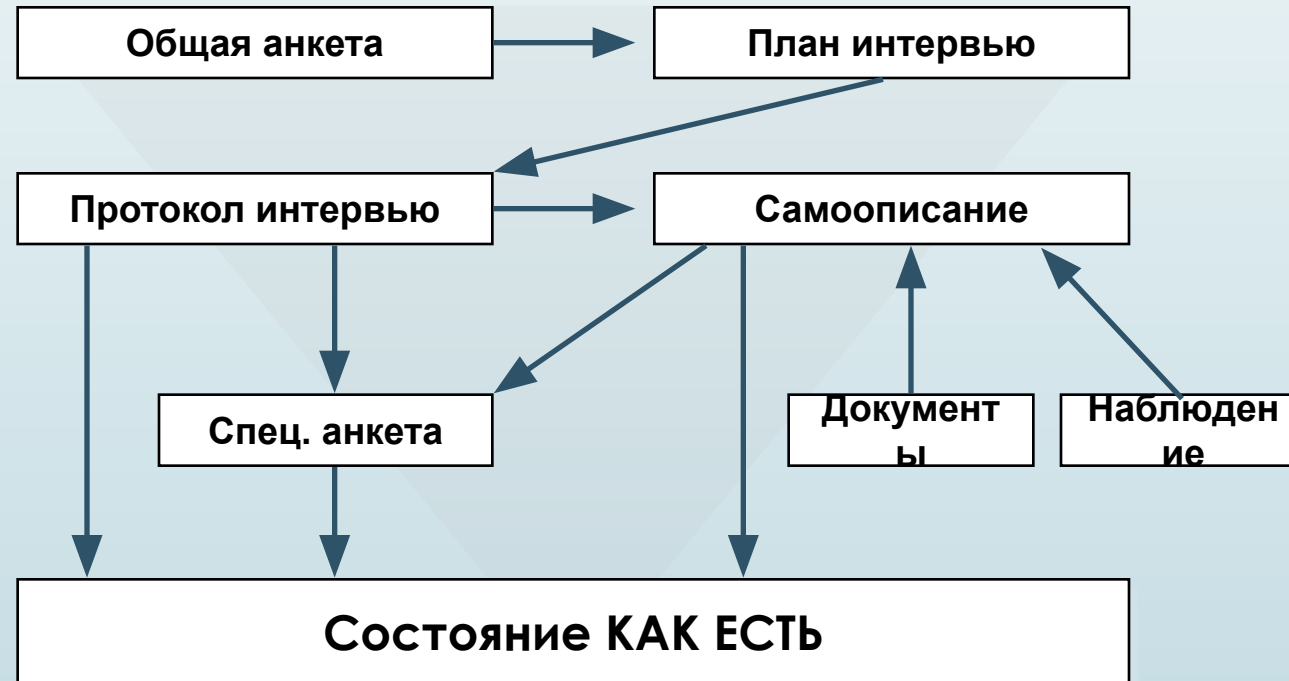 Общая анкета
План интервью
Протокол интервью
Самоописание
Спец. анкета
Документ
ы
Наблюден
ие
Состояние КАК ЕСТЬ